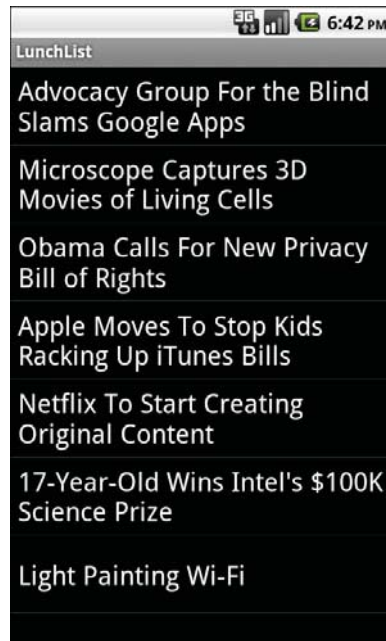 3G 6:42 PM
LunchList
Advocacy Group For the Blind
Slams Google Apps
Microscope Captures 3D
Movies of Living Cells
Obama Calls For New Privacy
Bill of Rights
Apple Moves To Stop Kids
Racking Up iTunes Bills
Netflix To Start Creating
Original Content
17-Year-Old Wins Intel's $100K
Science Prize
Light Painting Wi-Fi